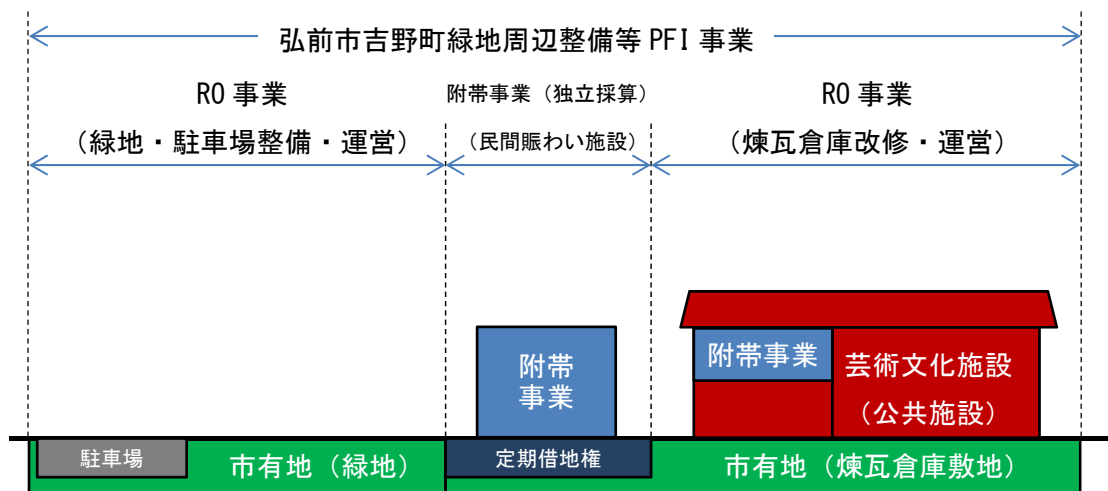 弘前市吉野町緑地周辺整備等 PFI 事業
RO 事業
（緑地・駐車場整備・運営）
附帯事業（独立採算）
（民間賑わい施設）
RO 事業
（煉瓦倉庫改修・運営）
附帯
事業
附帯事業
芸術文化施設
（公共施設）
駐車場
市有地（緑地）
定期借地権
市有地（煉瓦倉庫敷地）